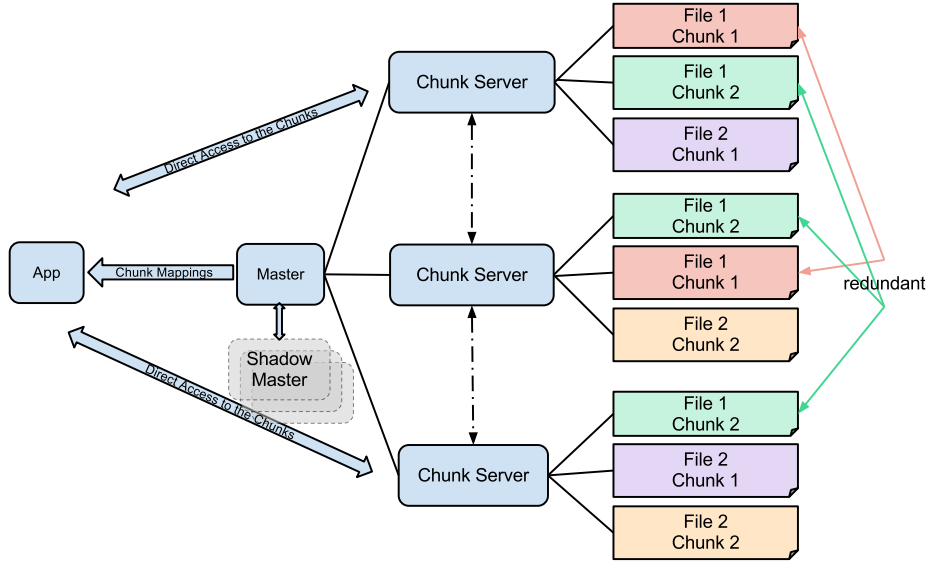 File 1
Chunk 1
Chunk Server
File 1
Chunk 2
Direct Access to the Chunks
File 2
Chunk 1
File 1
Chunk 2
App
Chunk Mappings
Master
Chunk Server
File 1
Chunk 1
redundant
File 2
Chunk 2
Shadow
Master
Direct Access to the Chunks
File 1
Chunk 2
Chunk Server
File 2
Chunk 1
File 2
Chunk 2